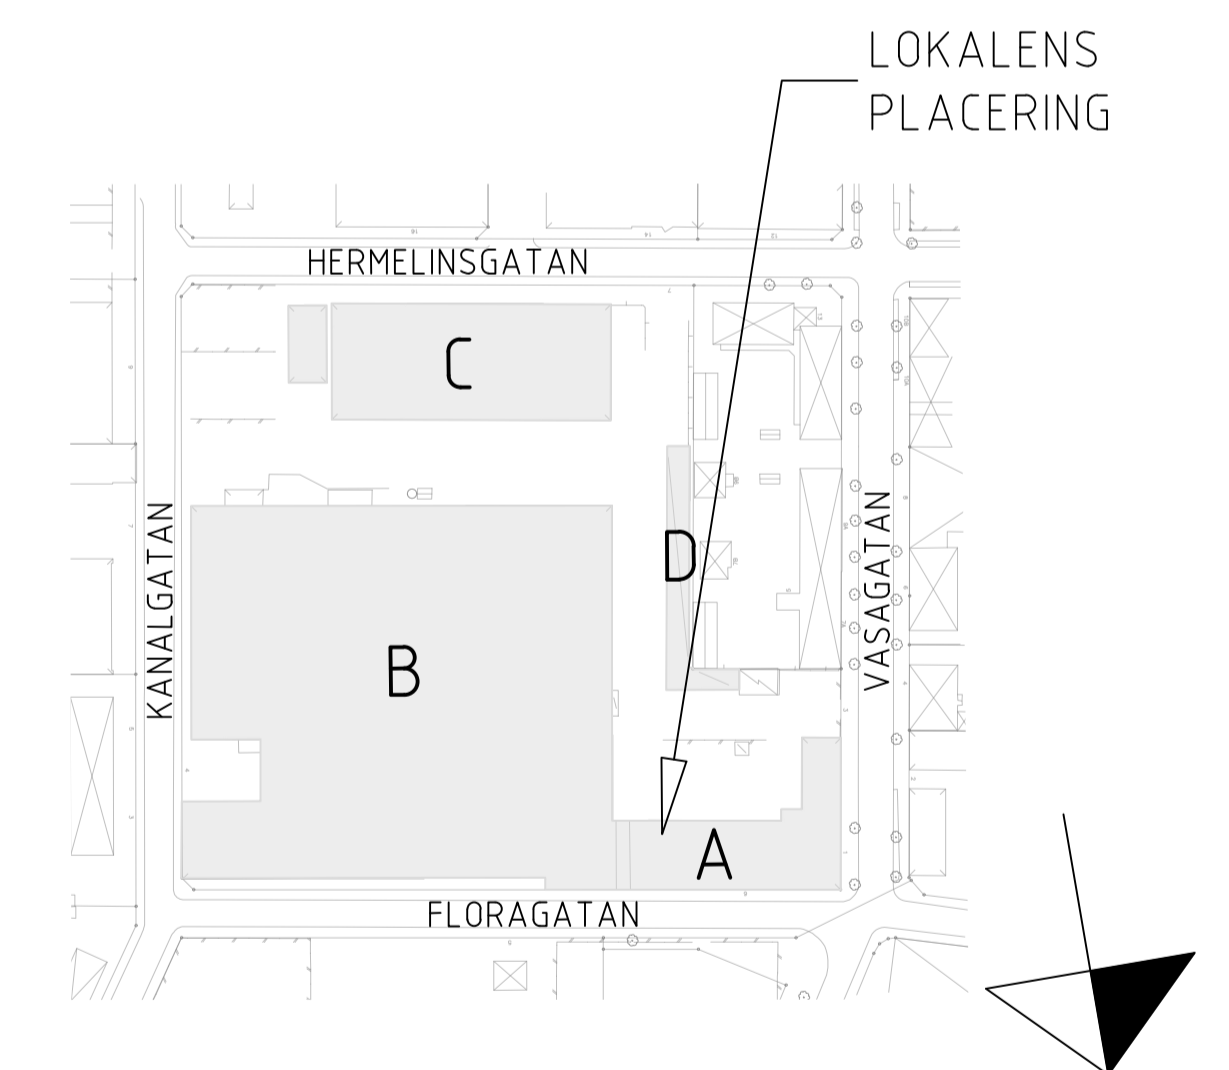 LOKALENS
PLACERING
HERMELINSGATAN
C
KANALGATAN
D
VASAGATAN
B
A
FLORAGATAN